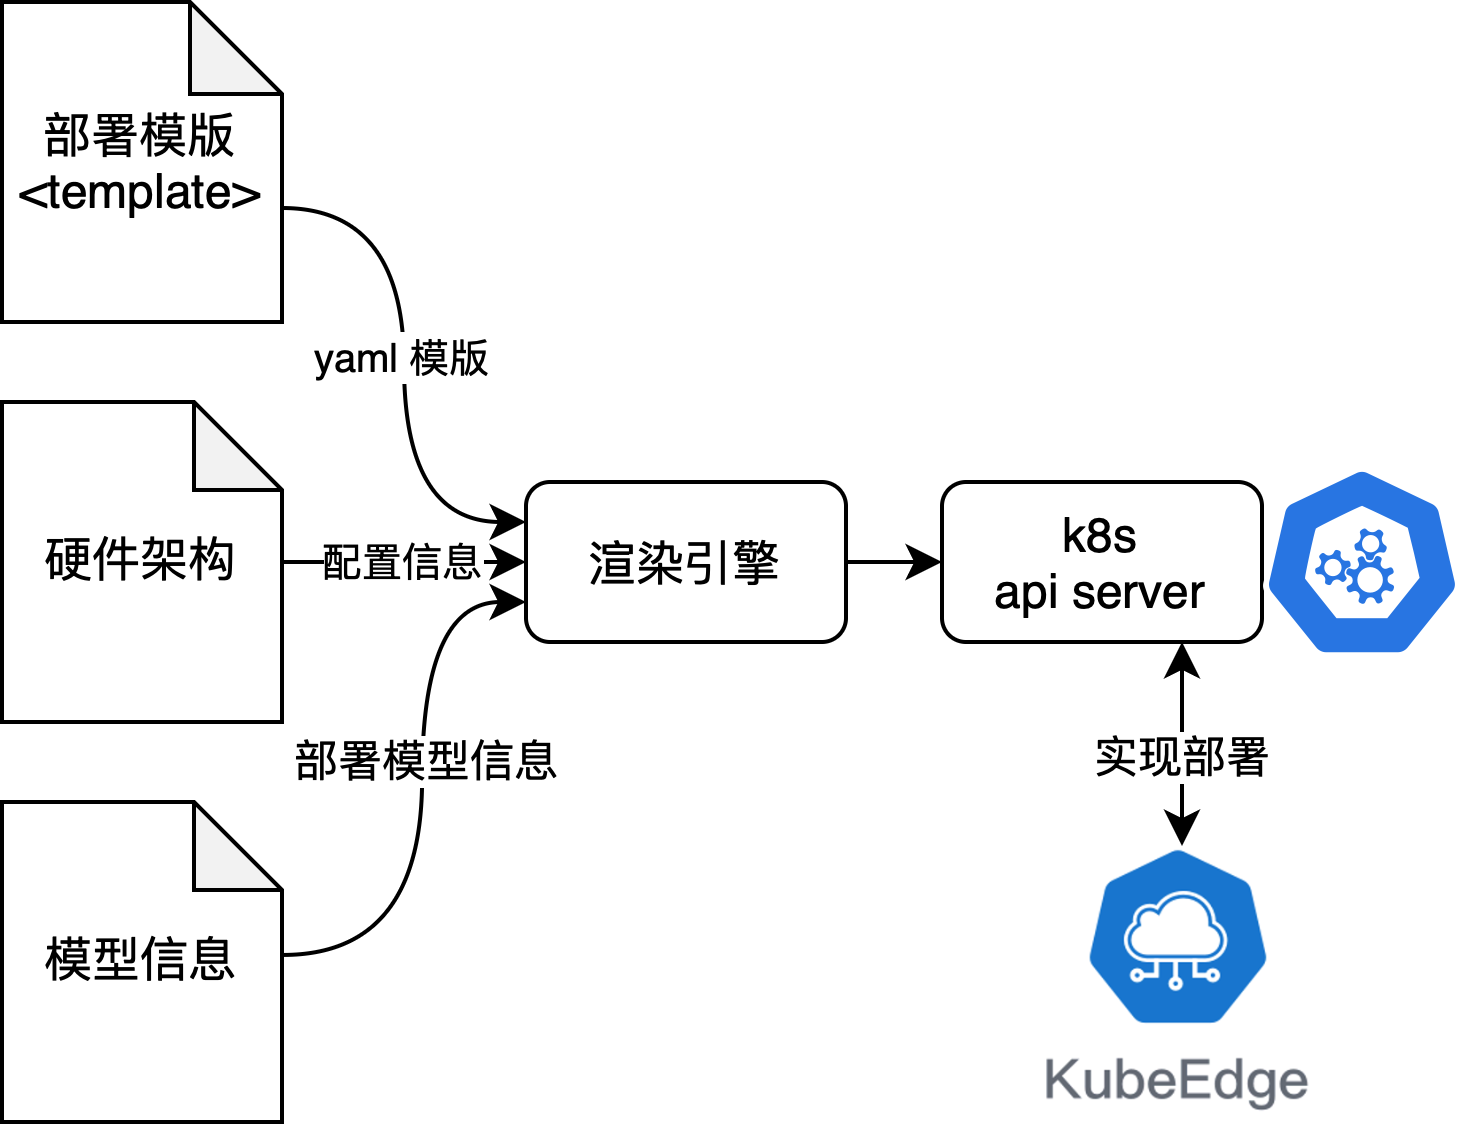 部署模版
<template>
yaml 模版
硬件架构
配置信息
渲染引擎
k8s
api server
部署模型信息
实现部署
模型信息
KubeEdge